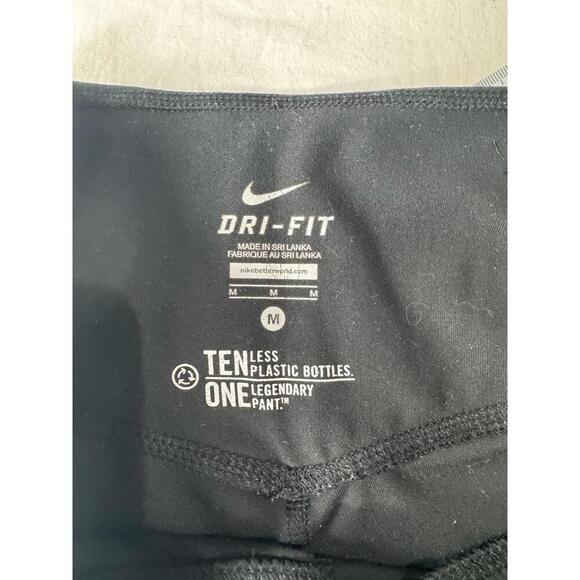 DRI-FIT
MADE IN SRI LANKA
FABRIQUE AU SRI LANKA
nikebetterworld.com
M M M
M
TEN LESS PLASTIC BOTTLES.
ONE LEGENDARY PANT.™